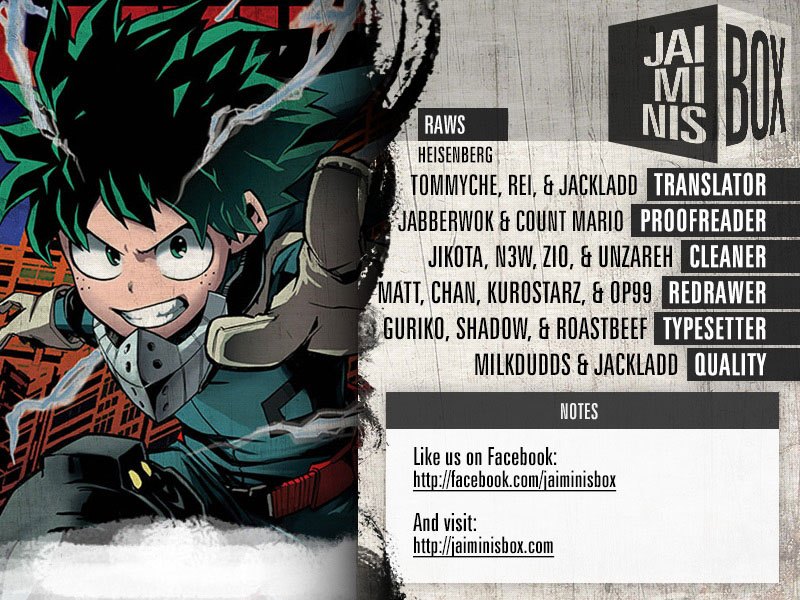 JAI
MI
NIS
BOX
RAWS
HEISENBERG
TOMMYCHE, REI, & JACKLADD TRANSLATOR
JABBERWOK & COUNT MARIO PROOFREADER
JIKOTA, N3W, ZIO, & UNZAREH CLEANER
MATT, CHAN, KUROSTARZ, & OP99 REDRAWER
GURIKO, SHADOW, & ROASTBEEF TYPESETTER
MILKDUDDS & JACKLADD QUALITY
NOTES
Like us on Facebook:
http://facebook.com/jaiminisbox
And visit:
http://jaiminisbox.com